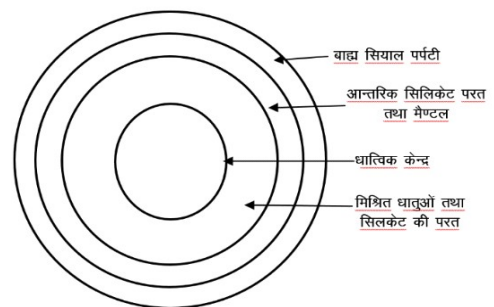 बाह्म सियाल पर्पटी
आन्तरिक सिलिकेट परत
तथा मैण्टल
धात्विक केन्द्र
मिश्रित धातुओं तथा
सिलकेट की परत